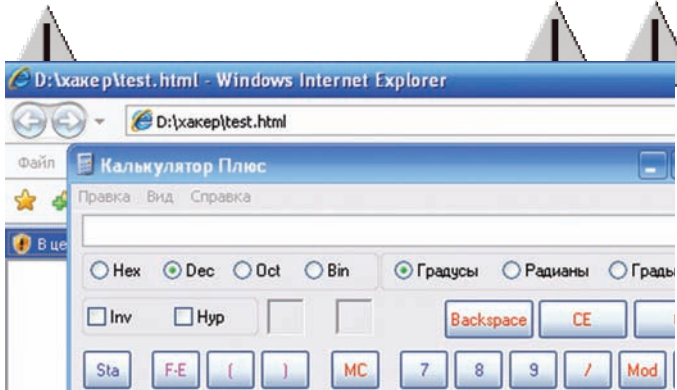 D:\хакер\test.html - Windows Internet Explorer
D:\хакер\test.html
Файл
Калькулятор Плюс
Правка Вид Справка
В це
Hex Dec Oct Bin Градусы Радианы Грады
Inv Hyp Backspace CE
Sta F-E ( ) MC 7 8 9 / Mod